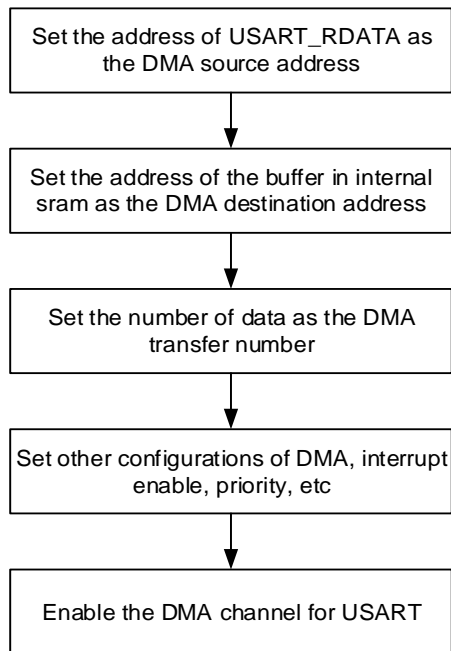 Set the address of USART_RDATA as
the DMA source address
Set the address of the buffer in internal
sram as the DMA destination address
Set the number of data as the DMA
transfer number
Set other configurations of DMA, interrupt
enable, priority, etc
Enable the DMA channel for USART